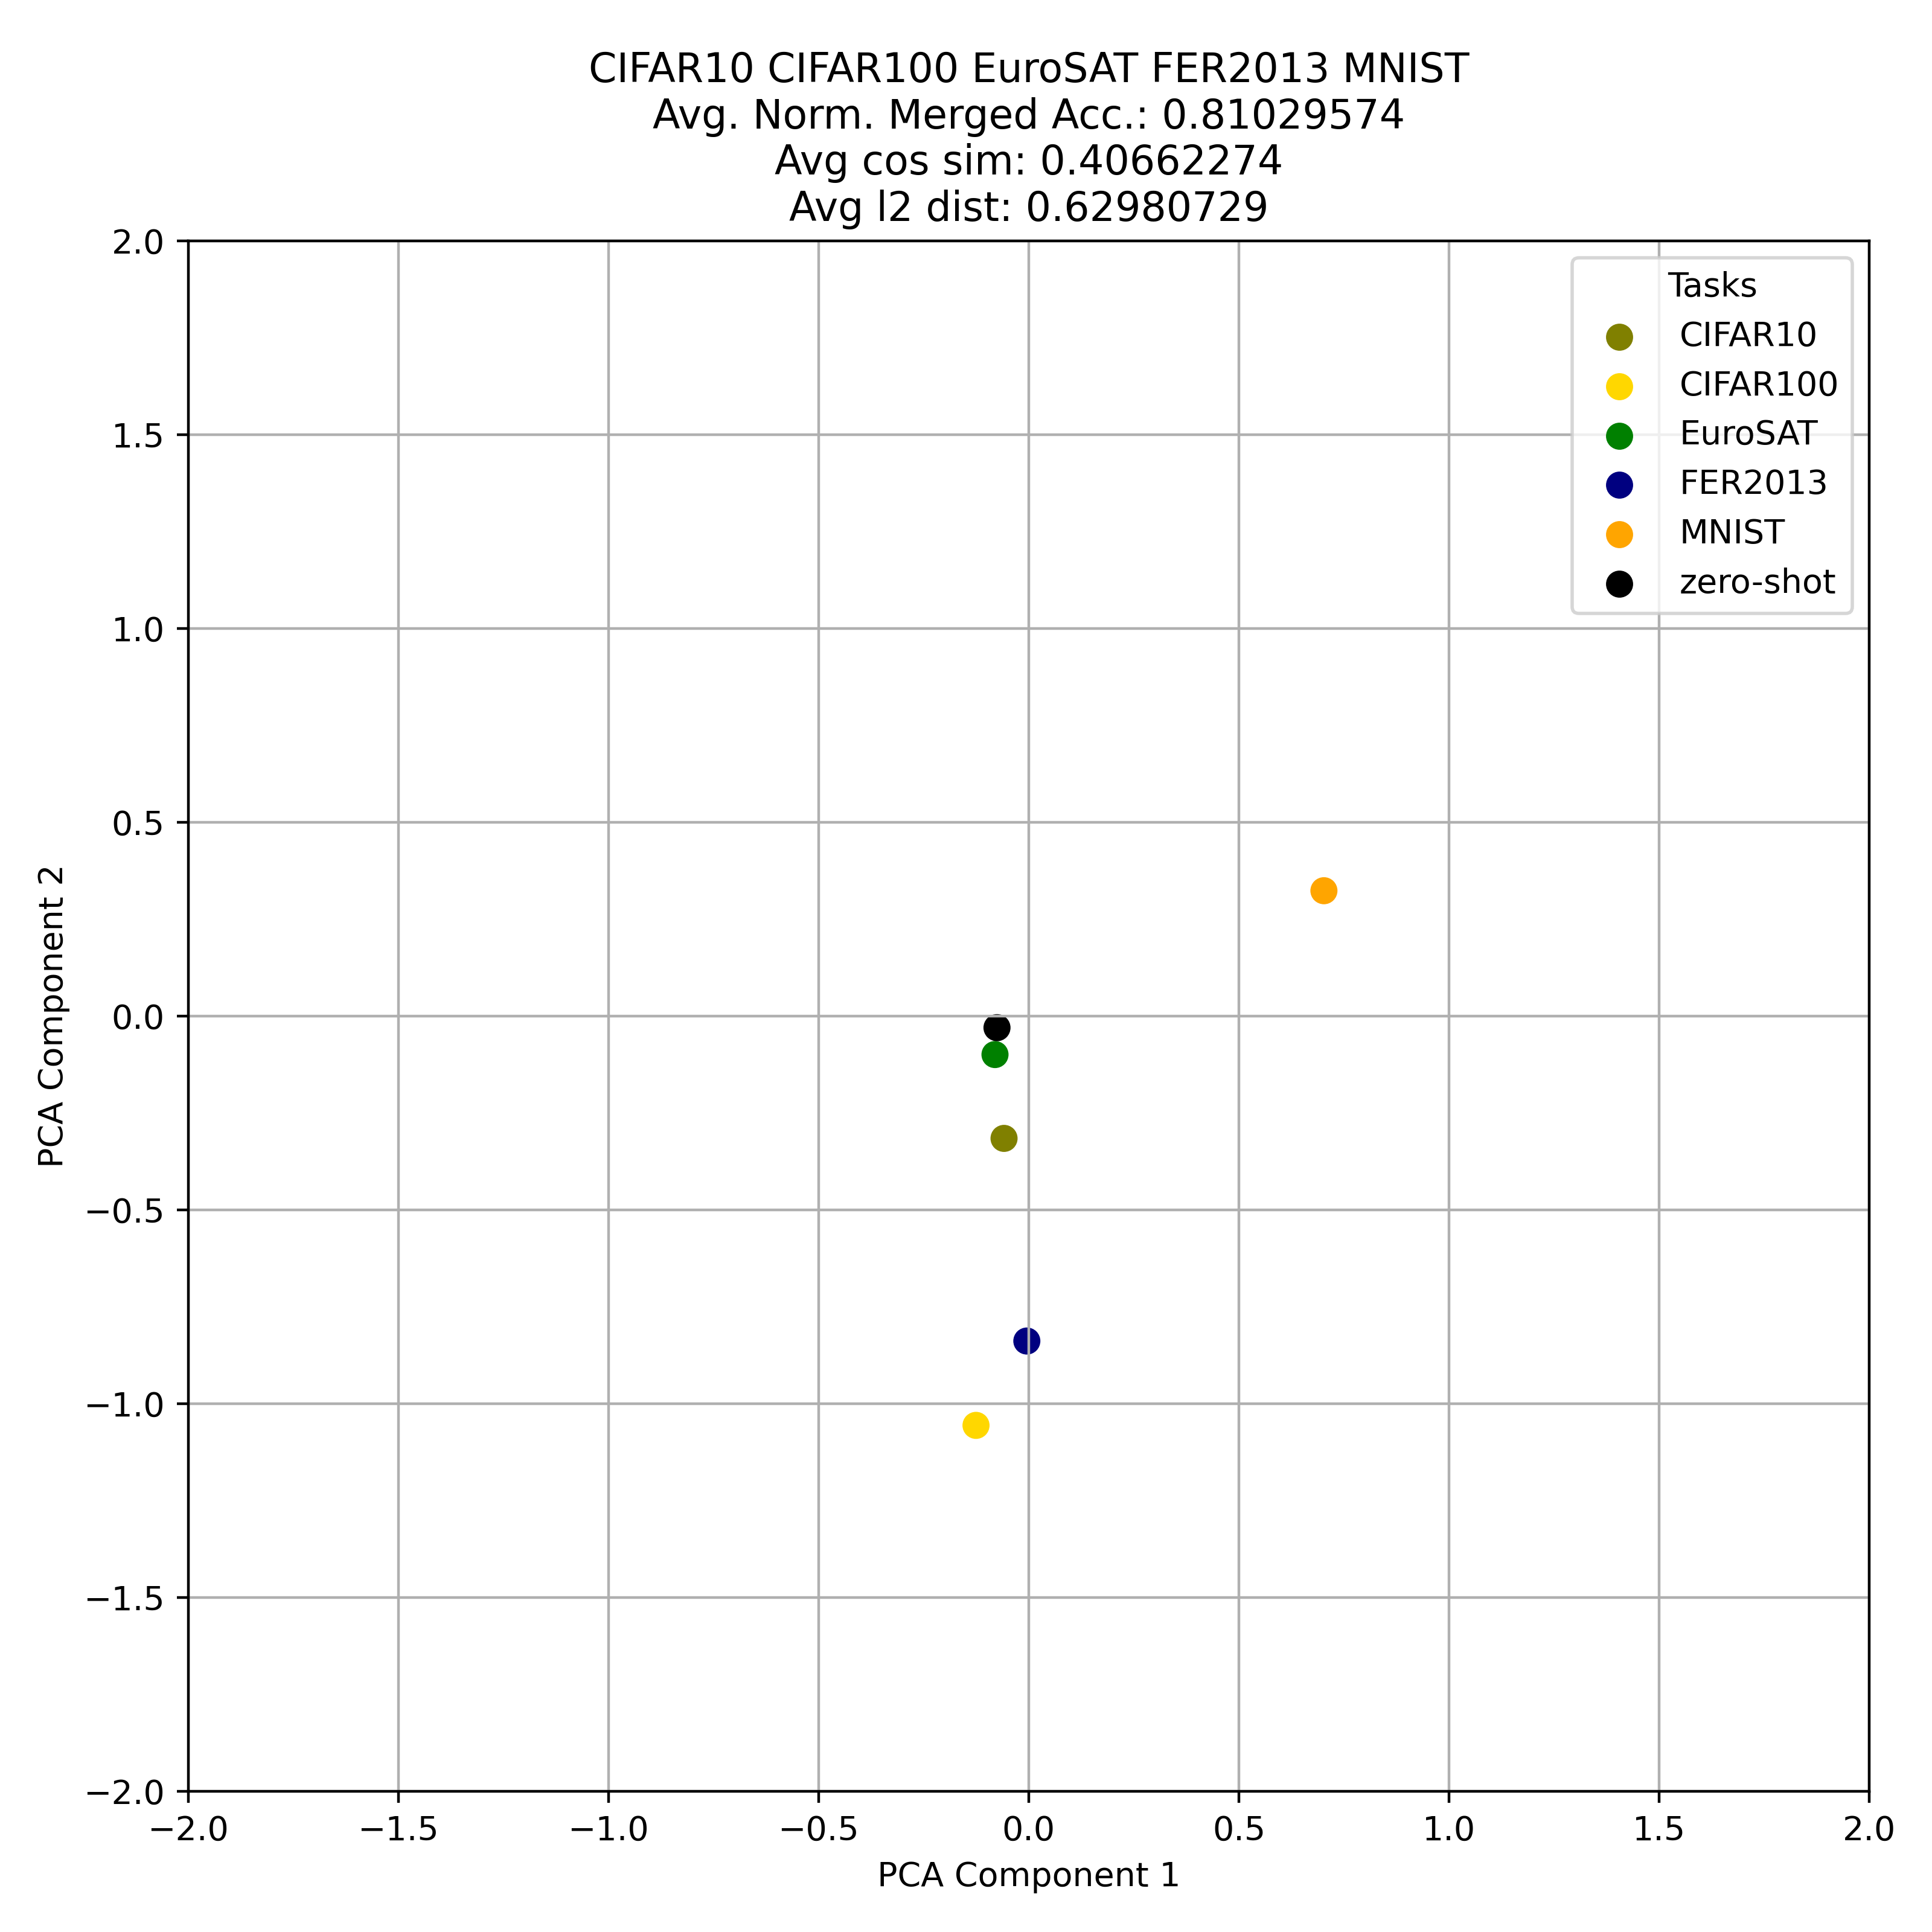 CIFAR10 CIFAR100 EuroSAT FER2013 MNIST
Avg. Norm. Merged Acc.: 0.81029574
Avg cos sim: 0.40662274
Avg l2 dist: 0.62980729
Tasks
CIFAR10
CIFAR100
EuroSAT
FER2013
MNIST
zero-shot
PCA Component 2
2.0
1.5
1.0
0.5
0.0
−0.5
−1.0
−1.5
−2.0
−2.0 −1.5 −1.0 −0.5 0.0 0.5 1.0 1.5 2.0
PCA Component 1